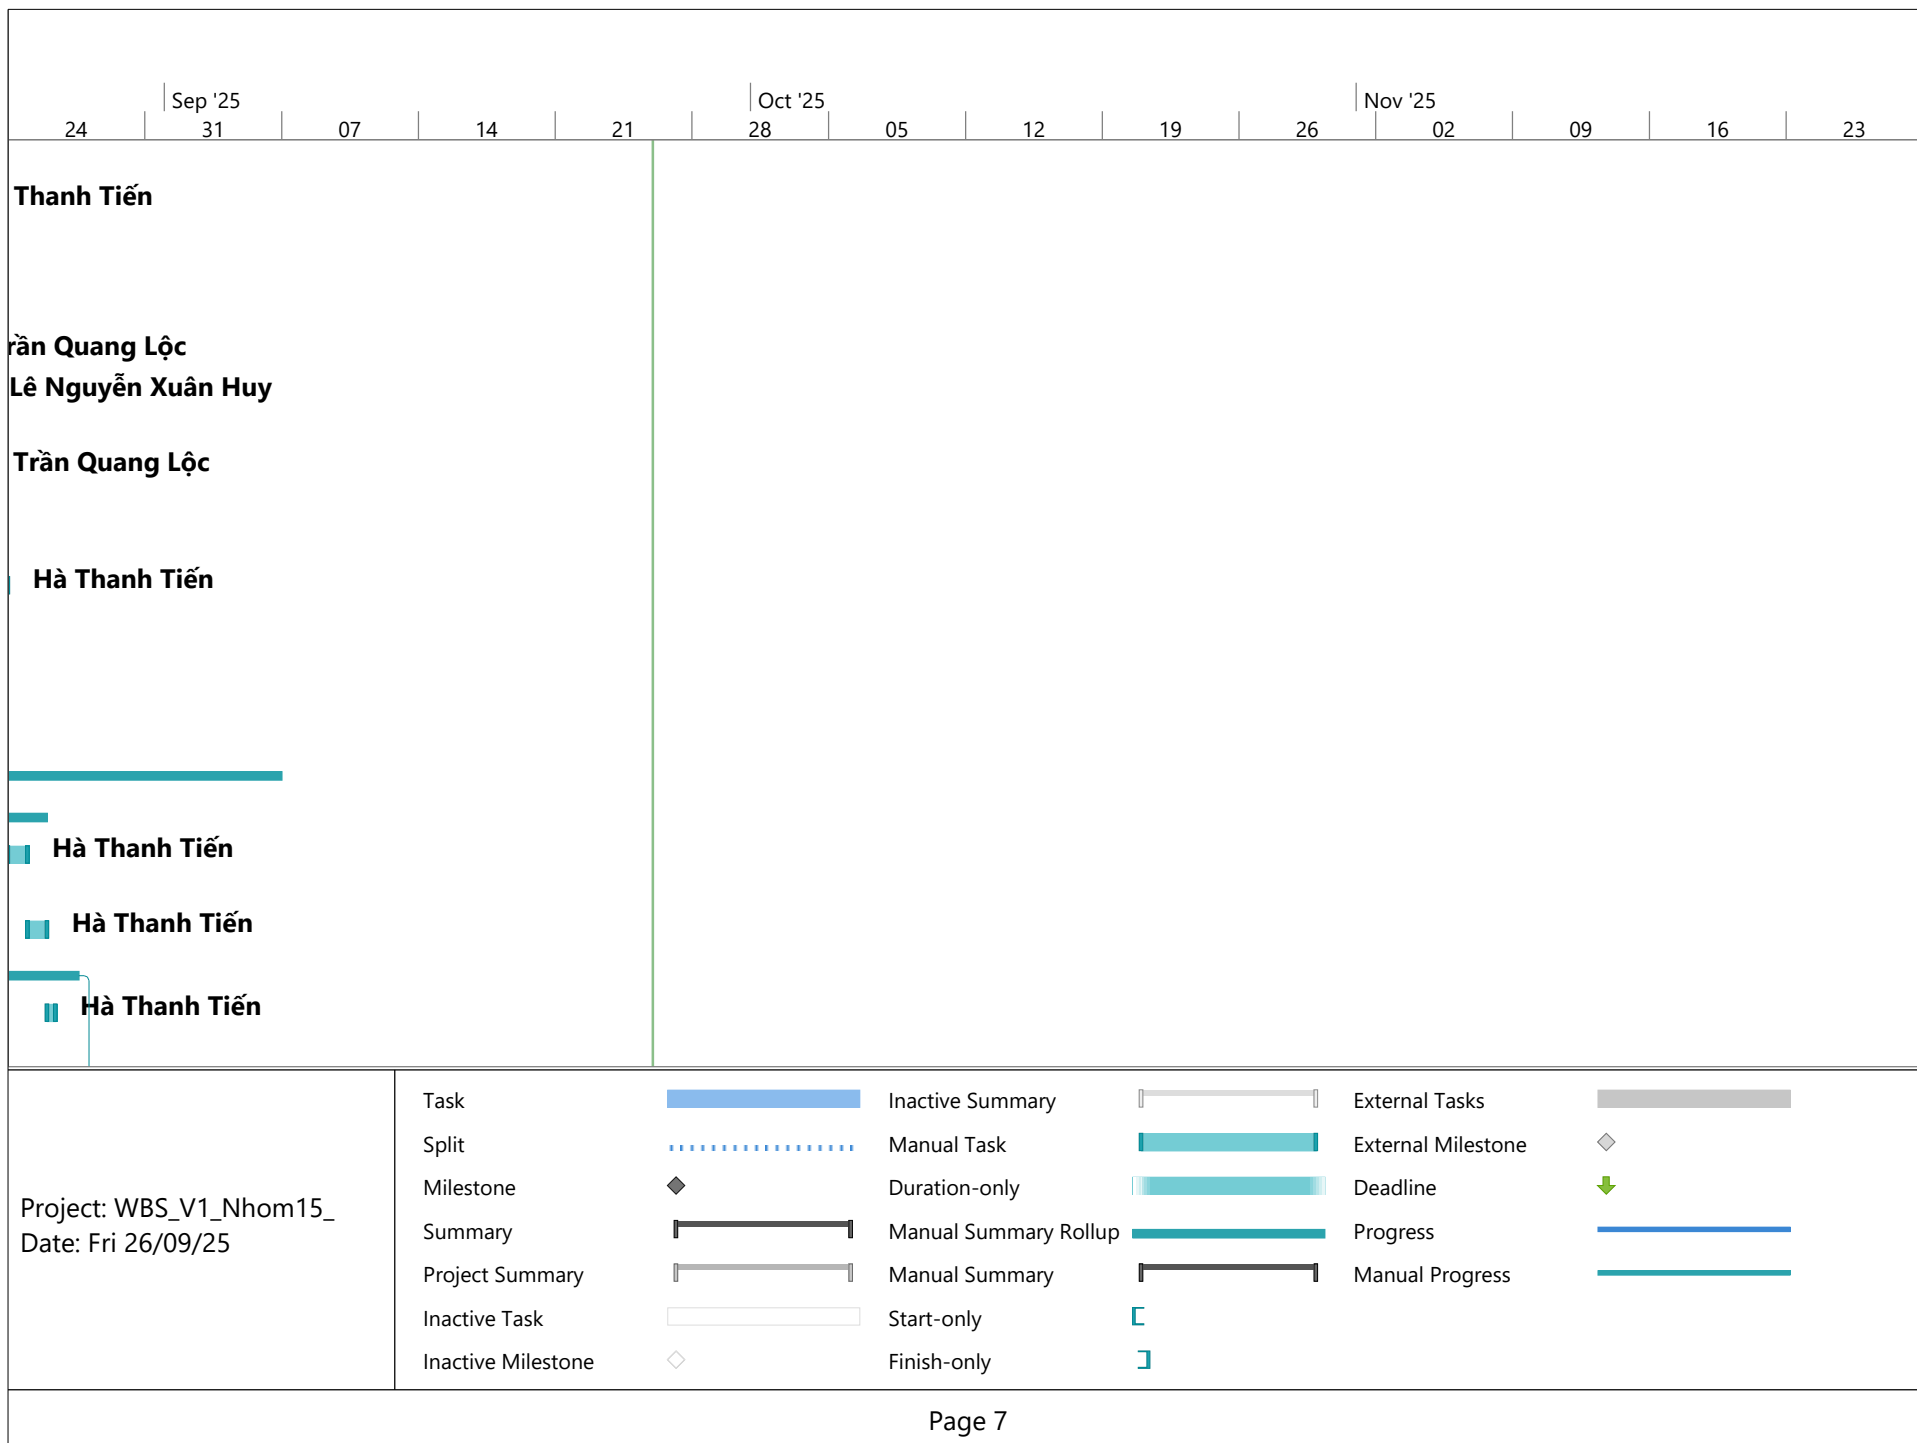 Sep '25 Oct '25 Nov '25
24 31 07 14 21 28 05 12 19 26 02 09 16 23
Thanh Tiến
rần Quang Lộc
Lê Nguyễn Xuân Huy
Trần Quang Lộc
Hà Thanh Tiến
Hà Thanh Tiến
Hà Thanh Tiến
Hà Thanh Tiến
Project: WBS_V1_Nhom15_
Date: Fri 26/09/25
Task
Split
Milestone
Summary
Project Summary
Inactive Task
Inactive Milestone
Inactive Summary
Manual Task
Duration-only
Manual Summary Rollup
Manual Summary
Start-only
Finish-only
External Tasks
External Milestone
Deadline
Progress
Manual Progress
Page 7